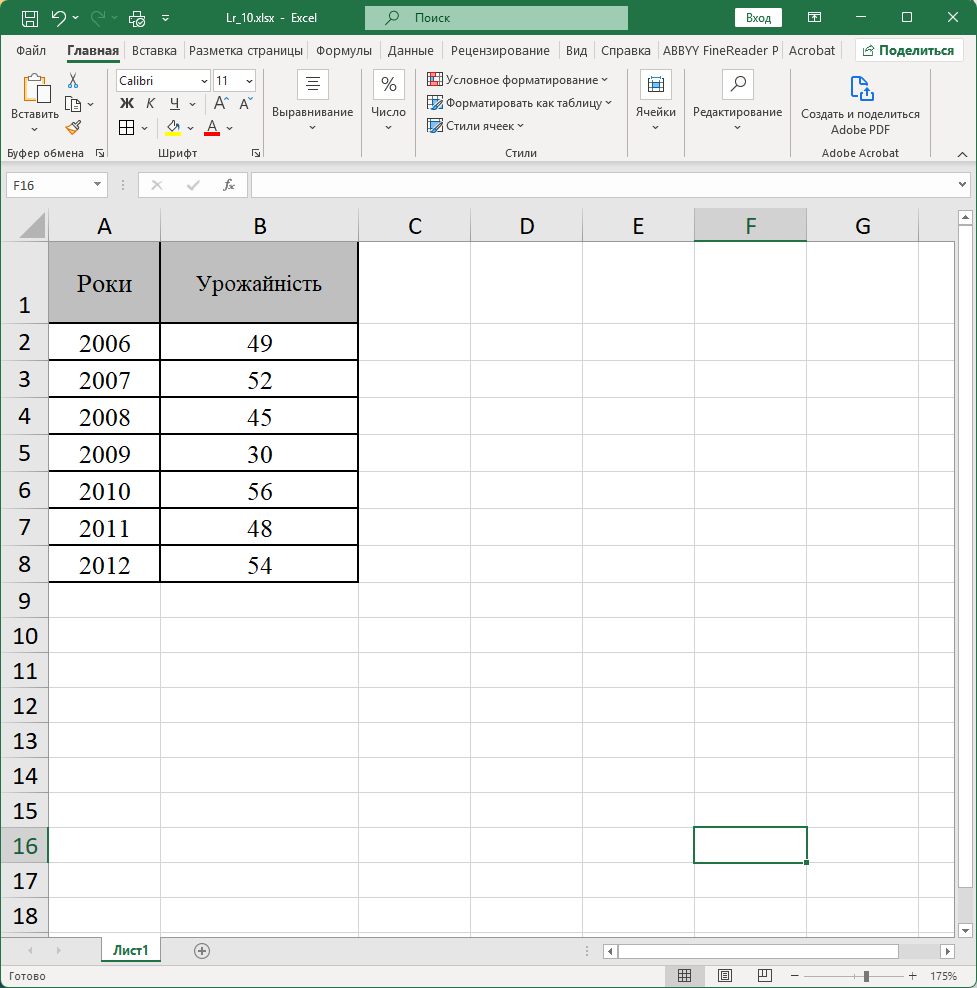 Lr_10.xlsx - Excel
Поиск
Вход
Файл Главная Вставка Разметка страницы Формулы Данные Рецензирование Вид Справка ABBYY FineReader P Acrobat Поделиться
Вставить
Буфер обмена
Calibri 11
Ж К Ч А А
А
Шрифт
Выравнивание
%
Число
Условное форматирование
Форматировать как таблицу
Стили ячеек
Стили
Ячейки
Редактирование
Создать и поделиться
Adobe PDF
Adobe Acrobat
F16
fx
A B C D E F G
1 Роки Урожайність
2 2006 49
3 2007 52
4 2008 45
5 2009 30
6 2010 56
7 2011 48
8 2012 54
9
10
11
12
13
14
15
16
17
18
Лист1
Готово
175%